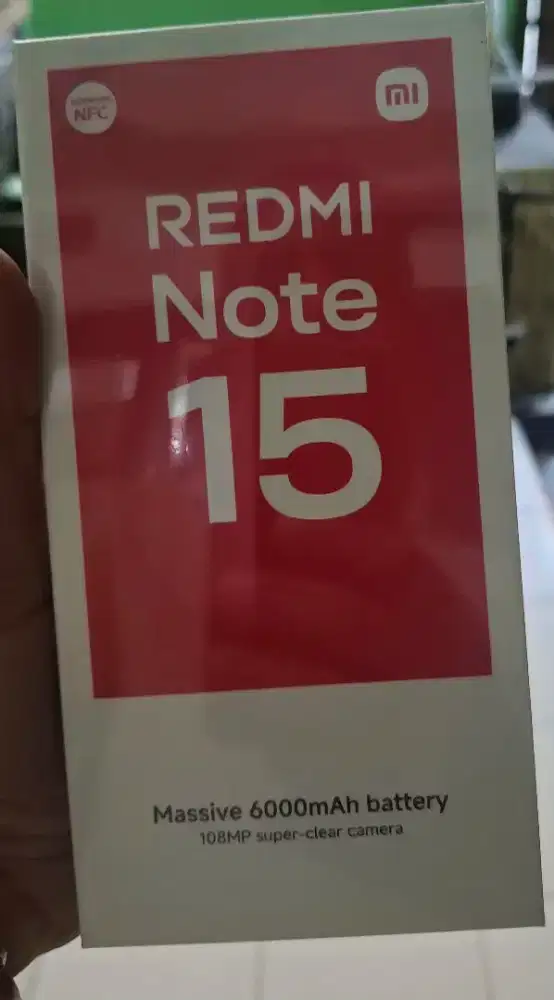 NFC
mi
REDMI
Note
15
Massive 6000mAh battery
108MP super-clear camera